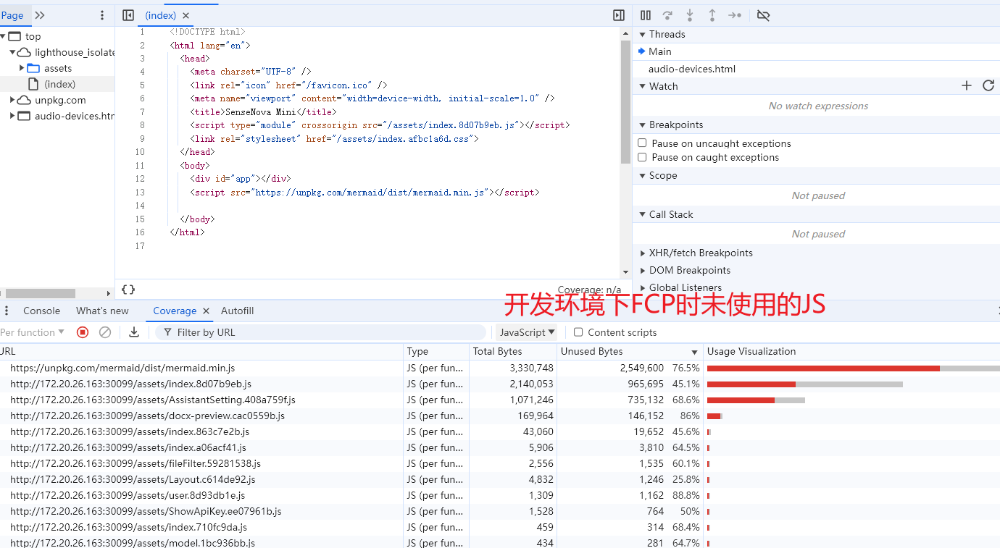 Page
(index)
top
lighthouse_isolate
assets
(index)
unpkg.com
audio-devices.htm
1 <!DOCTYPE html>
2 <html lang="en">
3 <head>
4 <meta charset="UTF-8" />
5 <link rel="icon" href="/favicon.ico" />
6 <meta name="viewport" content="width=device-width, initial-scale=1.0" />
7 <title>SenseNova Mini</title>
8 <script type="module" crossorigin src="/assets/index.8d07b9eb.js"></script>
9 <link rel="stylesheet" href="/assets/index.afbc1a6d.css">
10 </head>
11 <body>
12 <div id="app"></div>
13 <script src="https://unpkg.com/mermaid/dist/mermaid.min.js"></script>
14
15 </body>
16 </html>
17
{} Coverage: n/a
Threads
Main
audio-devices.html
Watch
No watch expressions
Breakpoints
Pause on uncaught exceptions
Pause on caught exceptions
Scope
Not paused
Call Stack
Not paused
XHR/fetch Breakpoints
DOM Breakpoints
Global Listeners
开发环境下FCP时未使用的JS
Console What's new Coverage Autofill
Per function Filter by URL JavaScript Content scripts
URL Type Total Bytes Unused Bytes Usage Visualization
https://unpkg.com/mermaid/dist/mermaid.min.js JS (per fun... 3,330,748 2,549,600 76.5%
http://172.20.26.163:30099/assets/index.8d07b9eb.js JS (per fun... 2,140,053 965,695 45.1%
http://172.20.26.163:30099/assets/AssistantSetting.408a759f.js JS (per fun... 1,071,246 735,132 68.6%
http://172.20.26.163:30099/assets/docx-preview.cac0559b.js JS (per fun... 169,964 146,152 86%
http://172.20.26.163:30099/assets/index.863c7e2b.js JS (per fun... 43,060 19,652 45.6%
http://172.20.26.163:30099/assets/index.a06acf41.js JS (per fun... 5,906 3,810 64.5%
http://172.20.26.163:30099/assets/fileFilter.59281538.js JS (per fun... 2,556 1,535 60.1%
http://172.20.26.163:30099/assets/Layout.c614de92.js JS (per fun... 4,832 1,246 25.8%
http://172.20.26.163:30099/assets/user.8d93db1e.js JS (per fun... 1,309 1,162 88.8%
http://172.20.26.163:30099/assets/ShowApiKey.ee07961b.js JS (per fun... 1,528 764 50%
http://172.20.26.163:30099/assets/index.710fc9da.js JS (per fun... 459 314 68.4%
http://172.20.26.163:30099/assets/model.1bc936bb.js JS (per fun... 434 281 64.7%